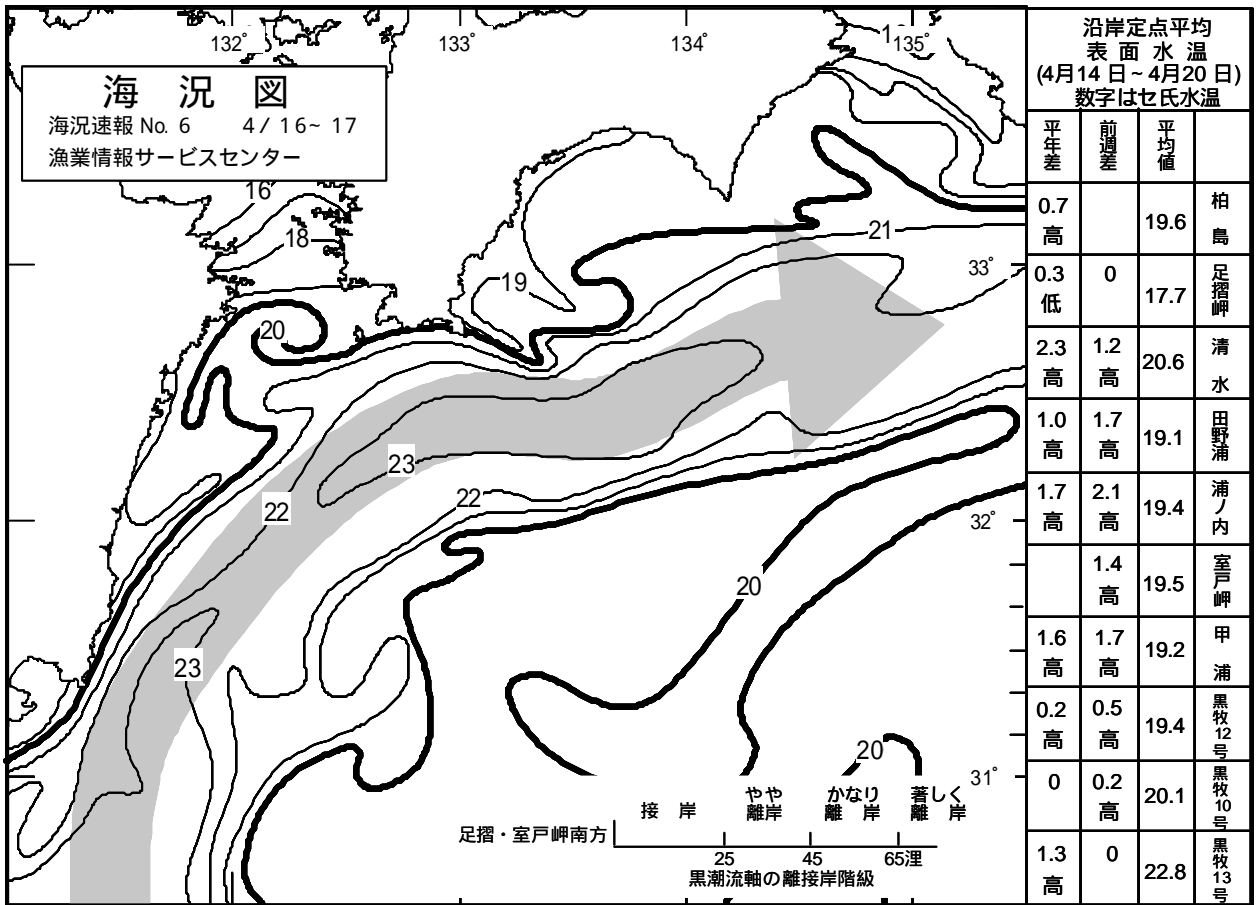 海況図
海況速報 No. 6 4/16~17
漁業情報サービスセンター
132°
133°
134°
135°
16
18
19
20
21
33°
23
22
22
32°
20
23
20
31°
接岸
やや離岸
かなり離岸
著しく離岸
足摺・室戸岬南方
25 45 65浬
黒潮流軸の離接岸階級
沿岸定点平均
表面水温
(4月14日~4月20日)
数字はセ氏水温
平年差 前週差 平均値
0.7高 19.6 柏島
0.3低 0 17.7 足摺岬
2.3高 1.2高 20.6 清水
1.0高 1.7高 19.1 田野浦
1.7高 2.1高 19.4 浦ノ内
1.4高 19.5 室戸岬
1.6高 1.7高 19.2 甲浦
0.2高 0.5高 19.4 黒牧12号
0 0.2高 20.1 黒牧10号
1.3高 0 22.8 黒牧13号